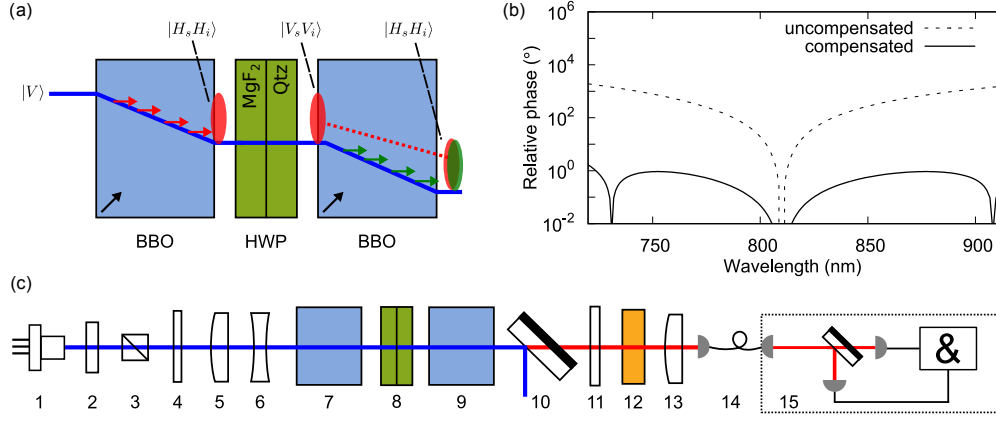 (a)
|H_sH_i⟩
|V_sV_i⟩
|H_sH_i⟩
|V⟩
MgF₂
Qtz
BBO
HWP
BBO
(b)
Relative phase (°)
10⁶
10⁴
10²
10⁰
10⁻²
uncompensated
compensated
750 800 850 900
Wavelength (nm)
(c)
&
1 2 3 4 5 6 7 8 9 10 11 12 13 14 15